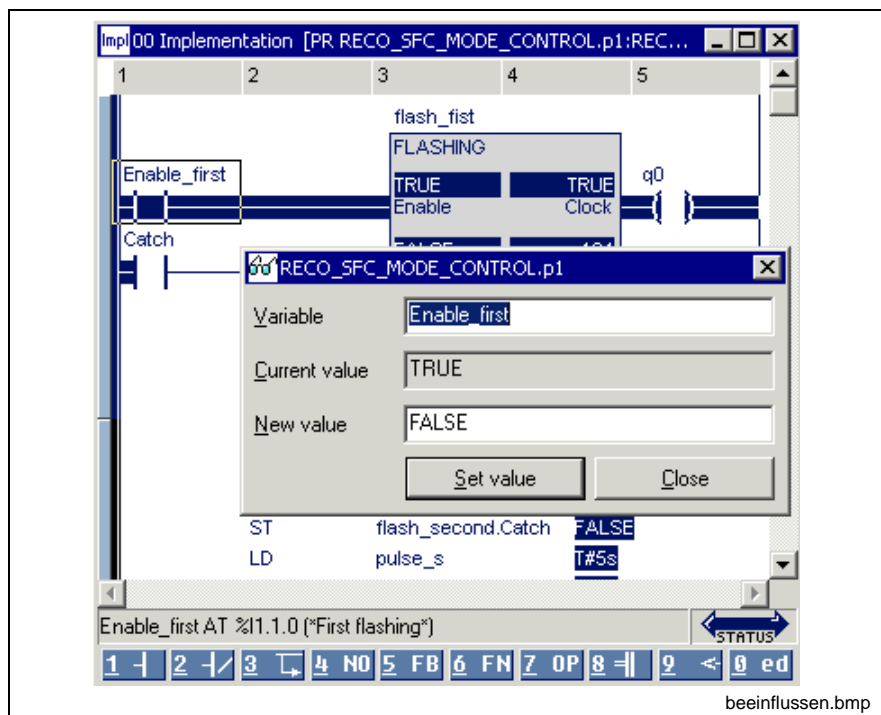 Impl 00 Implementation [PR RECO_SFC_MODE_CONTROL.p1:REC...
1 2 3 4 5
flash_fist
FLASHING
Enable_first
TRUE TRUE q0
Enable Clock
Catch
RECO_SFC_MODE_CONTROL.p1
Variable Enable_first
Current value TRUE
New value FALSE
Set value Close
ST flash_second.Catch FALSE
LD pulse_s T#5s
Enable_first AT %I1.1.0 (*First flashing*)
STATUS
1 2 3 4 NO 5 FB 6 FN 7 OP 8 9 0 ed
beeinflussen.bmp